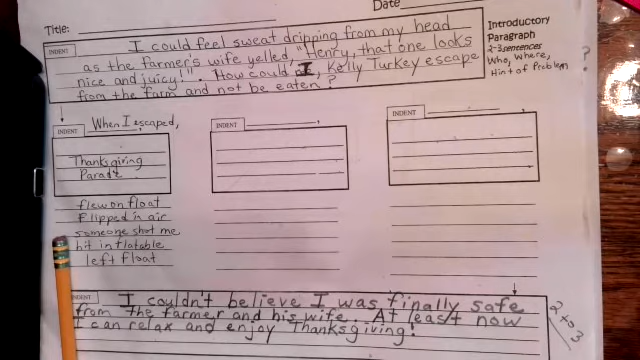 Date
Title:
INDENT
I could feel sweat dripping from my head
as the farmer's wife yelled, "Henry, that one looks
nice and juicy!". How could I, Kelly Turkey escape
from the farm and not be eaten?
Introductory
Paragraph
2-3 sentences
Who, Where,
Hint of Problem
?
INDENT
When I escaped,
Thanksgiving
Parade
flew on float
Flipped in air
someone shot me
hit inflatable
left float
INDENT
INDENT
INDENT
I couldn't believe I was finally safe
from the farmer and his wife. At least now
I can relax and enjoy Thanksgiving!
2 to 3